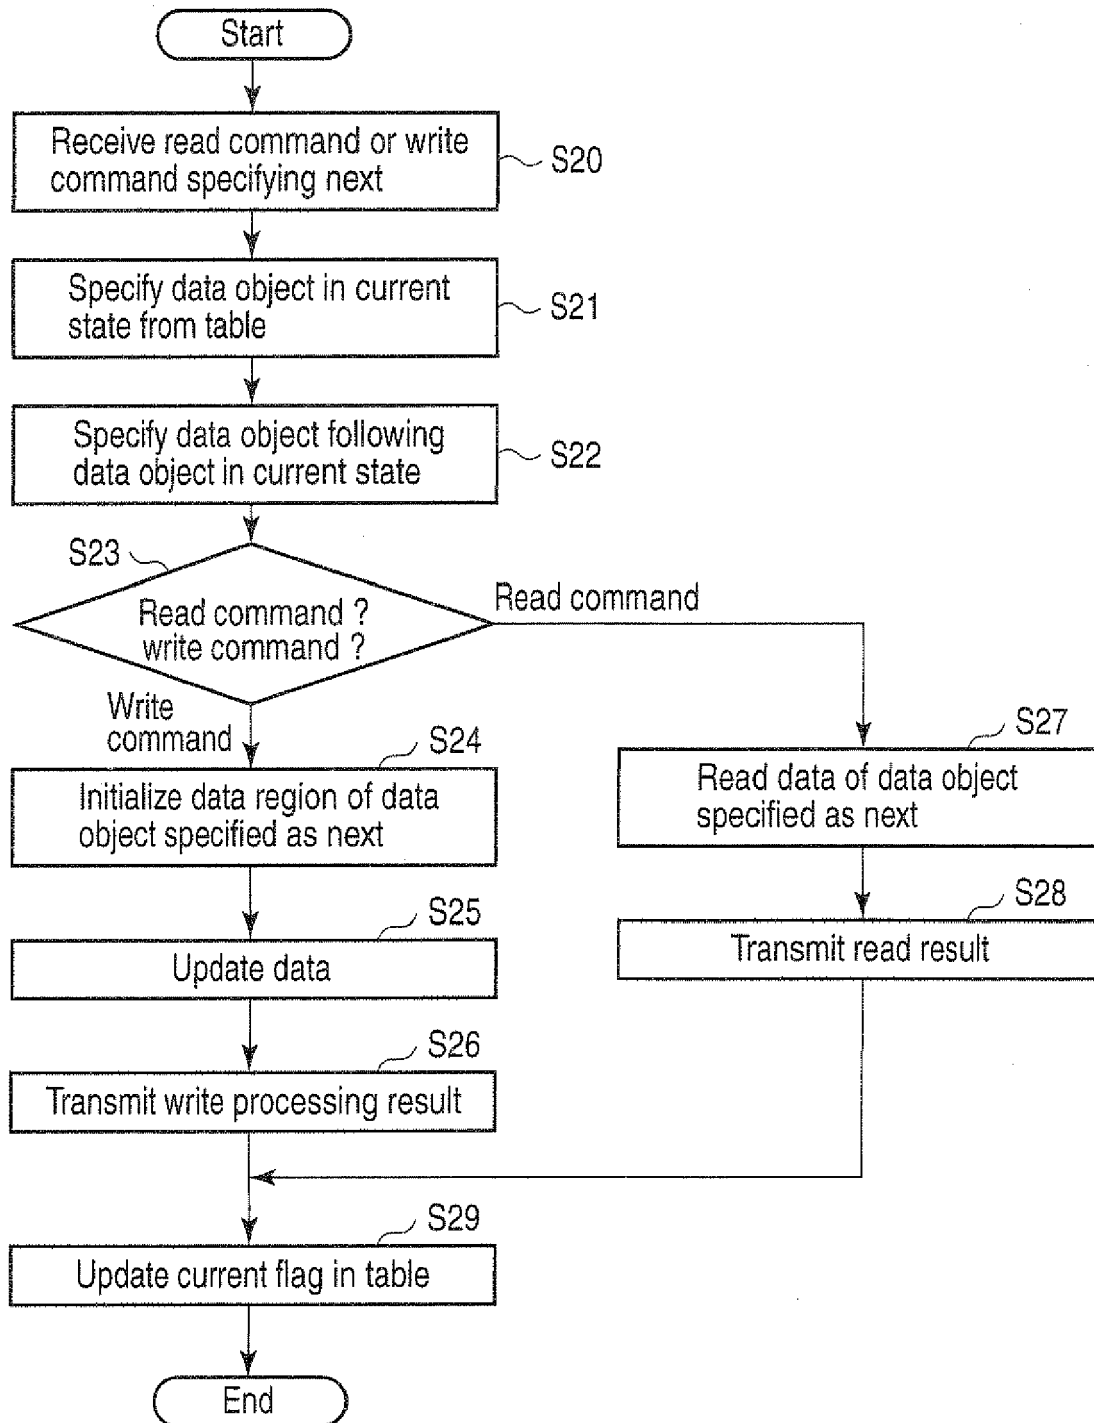 Start
Receive read command or write
command specifying next
S20
Specify data object in current
state from table
S21
Specify data object following
data object in current state
S22
S23
Read command ?
write command ?
Read command
Write
command
S24
Initialize data region of data
object specified as next
S27
Read data of data object
specified as next
S25
Update data
S28
Transmit read result
S26
Transmit write processing result
S29
Update current flag in table
End